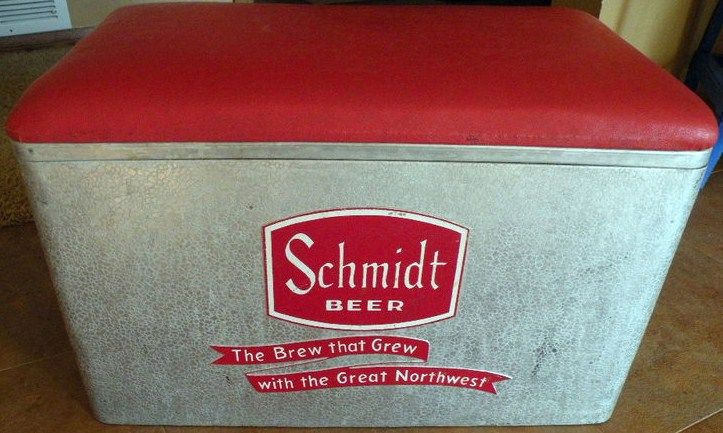 Schmidt
BEER
The Brew that Grew
with the Great Northwest